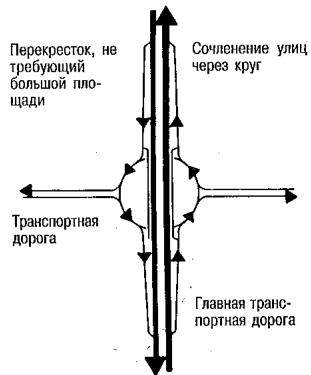 Перекресток, не
требующий
большой пло-
щади
Сочленение улиц
через круг
Транспортная
дорога
Главная транс-
портная дорога